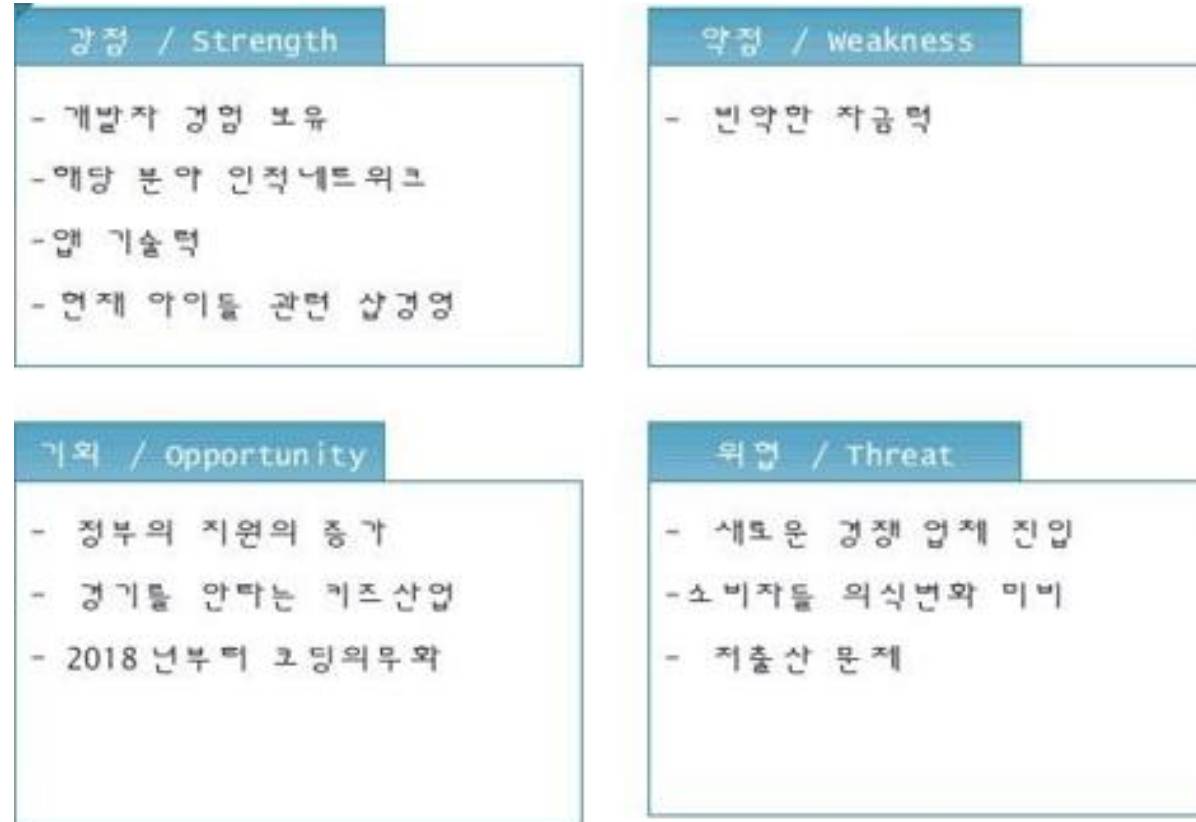 강점 / Strength
- 개발자 경험 보유
-해당 분야 인적네트워크
-앱 기술력
- 현재 아이들 관련 샵경영
약점 / Weakness
- 빈약한 자금력
기회 / Opportunity
- 정부의 지원의 증가
- 경기를 안타는 키즈산업
- 2018년부터 코딩의무화
위협 / Threat
- 새로운 경쟁 업체 진입
-소비자들 의식변화 미비
- 저출산 문제